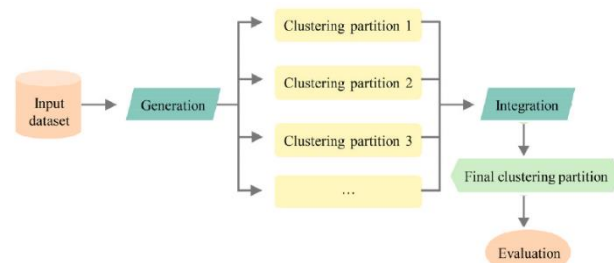 Input
dataset
Generation
Clustering partition 1
Clustering partition 2
Clustering partition 3
...
Integration
Final clustering partition
Evaluation